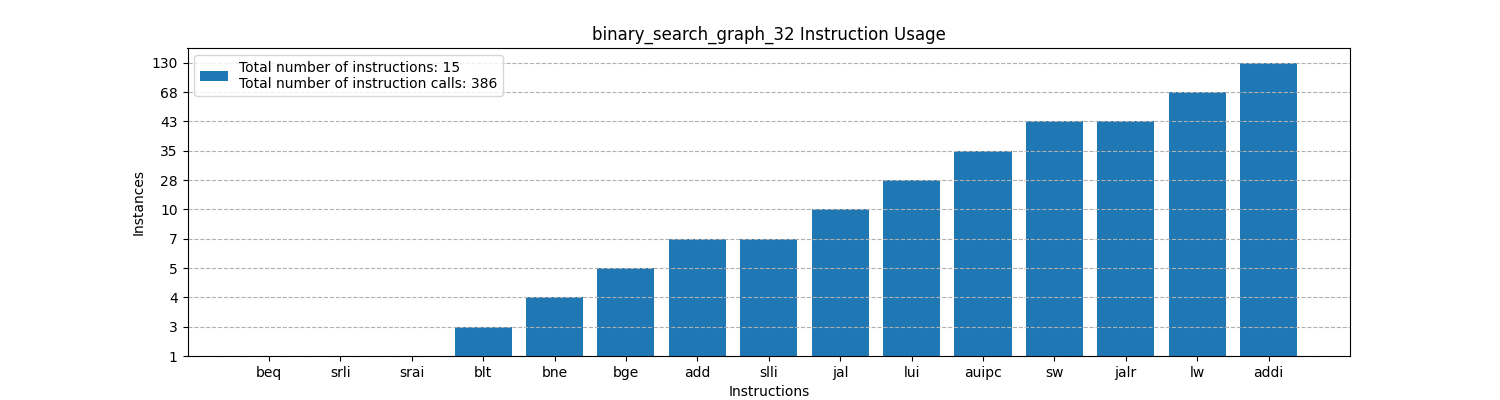 binary_search_graph_32 Instruction Usage
Total number of instructions: 15
Total number of instruction calls: 386
Instances
130
68
43
35
28
10
7
5
4
3
1
beq srli srai blt bne bge add slli jal lui auipc sw jalr lw addi
Instructions